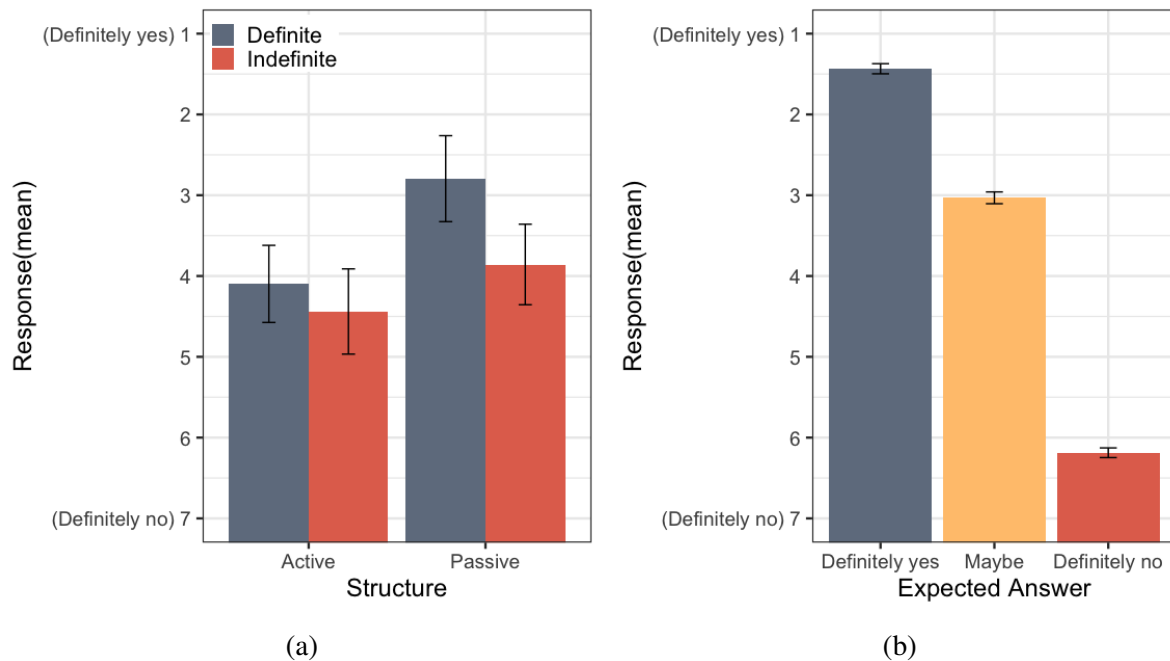 (Definitely yes) 1
2
3
4
5
6
(Definitely no) 7
Response(mean)
Definite
Indefinite
Active
Passive
Structure
(a)
(Definitely yes) 1
2
3
4
5
6
(Definitely no) 7
Response(mean)
Definitely yes
Maybe
Definitely no
Expected Answer
(b)